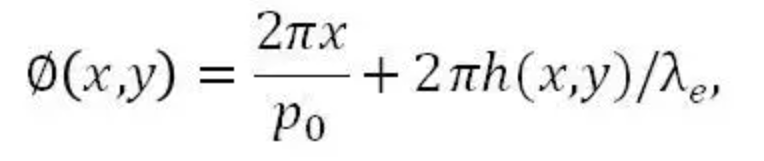 ∅(x,y) = 2πx/p₀ + 2πh(x,y)/λₑ,